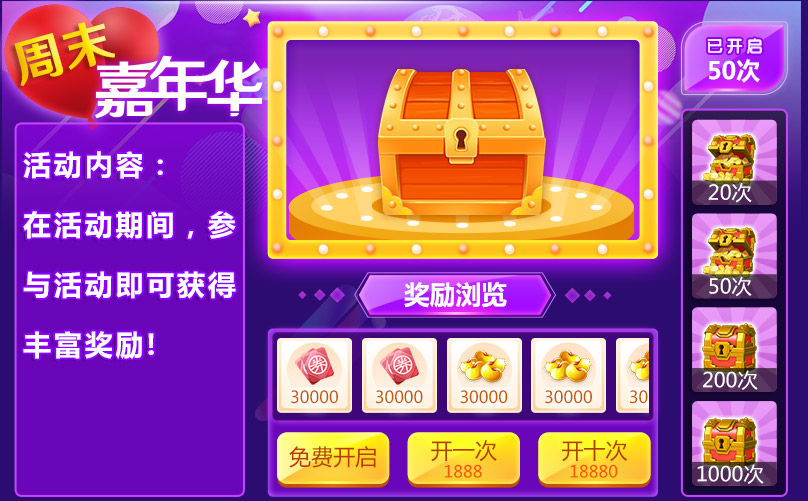 周末
嘉年华
已开启
50次
活动内容：
在活动期间，参
与活动即可获得
丰富奖励!
奖励浏览
券
30000
券
30000
30000
30000
30
免费开启
开一次
1888
开十次
18880
20次
50次
200次
1000次